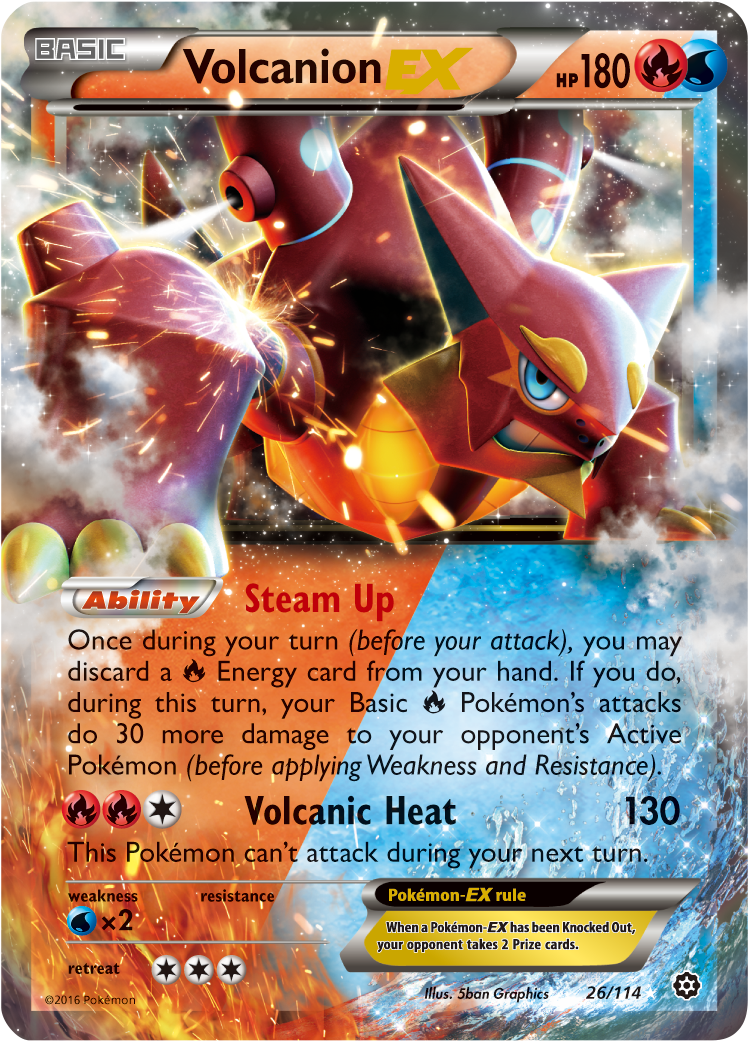 BASIC
Volcanion EX
HP 180
Ability Steam Up
Once during your turn (before your attack), you may
discard a Energy card from your hand. If you do,
during this turn, your Basic Pokémon's attacks
do 30 more damage to your opponent's Active
Pokémon (before applying Weakness and Resistance).
Volcanic Heat 130
This Pokémon can't attack during your next turn.
weakness resistance
×2
Pokémon-EX rule
When a Pokémon-EX has been Knocked Out,
your opponent takes 2 Prize cards.
retreat
©2016 Pokémon
Illus. 5ban Graphics 26/114